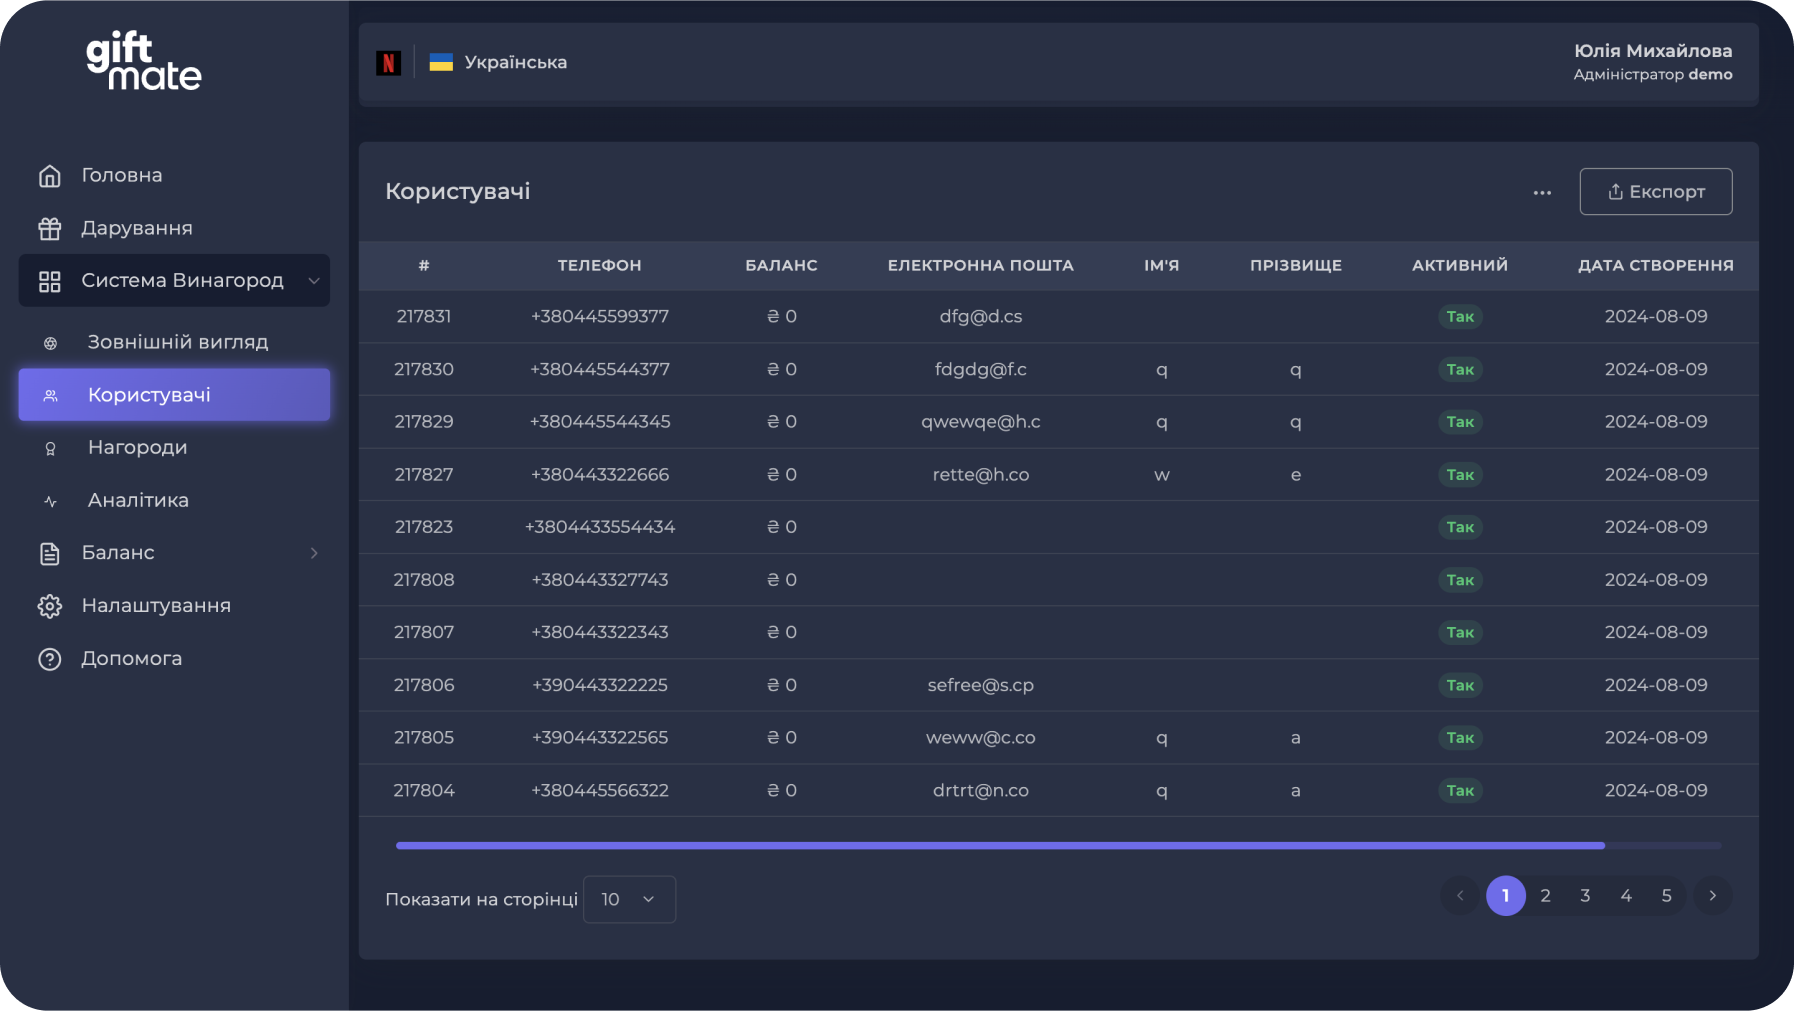 gift
mate
Головна
Дарування
Система Винагород
Зовнішній вигляд
Користувачі
Нагороди
Аналітика
Баланс
Налаштування
Допомога
N
Українська
Юлія Михайлова
Адміністратор demo
Користувачі
... Експорт
# ТЕЛЕФОН БАЛАНС ЕЛЕКТРОННА ПОШТА ІМ'Я ПРІЗВИЩЕ АКТИВНИЙ ДАТА СТВОРЕННЯ
217831 +380445599377 ₴ 0 dfg@d.cs Так 2024-08-09
217830 +380445544377 ₴ 0 fdgdg@f.c q q Так 2024-08-09
217829 +380445544345 ₴ 0 qwewqe@h.c q q Так 2024-08-09
217827 +380443322666 ₴ 0 rette@h.co w e Так 2024-08-09
217823 +3804433554434 ₴ 0 Так 2024-08-09
217808 +380443327743 ₴ 0 Так 2024-08-09
217807 +380443322343 ₴ 0 Так 2024-08-09
217806 +390443322225 ₴ 0 sefree@s.cp Так 2024-08-09
217805 +390443322565 ₴ 0 weww@c.co q a Так 2024-08-09
217804 +380445566322 ₴ 0 drtrt@n.co q a Так 2024-08-09
Показати на сторінці 10
1 2 3 4 5